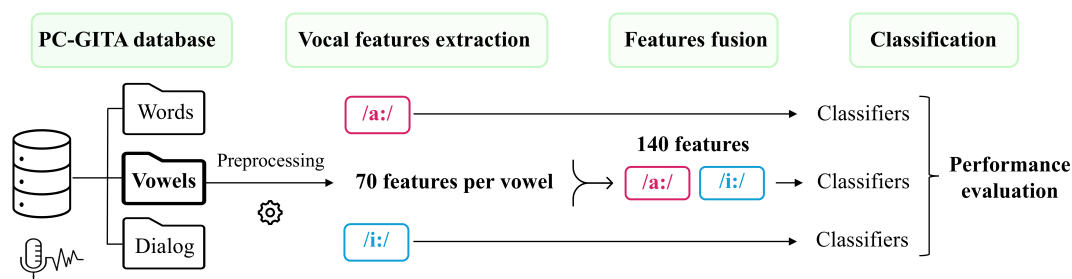 PC-GITA database
Vocal features extraction
Features fusion
Classification
Words
Vowels
Dialog
Preprocessing
/a:/
70 features per vowel
/i:/
140 features
/a:/ /i:/
Classifiers
Classifiers
Classifiers
Performance
evaluation